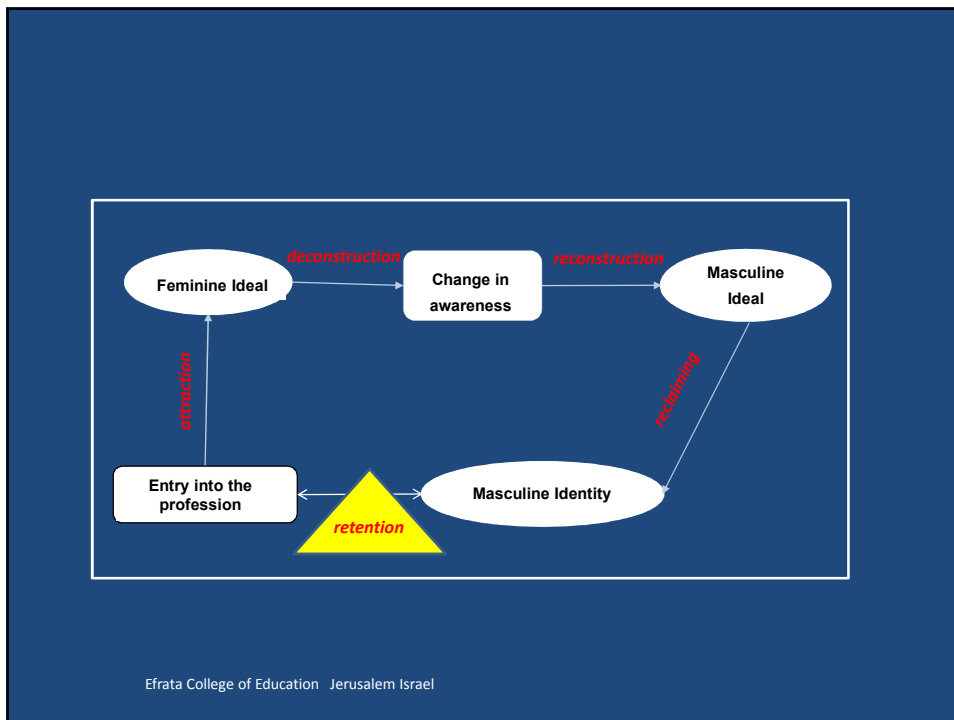 deconstruction
reconstruction
Feminine Ideal
Change in
awareness
Masculine
Ideal
attraction
reclaiming
Entry into the
profession
retention
Masculine Identity
Efrata College of Education Jerusalem Israel